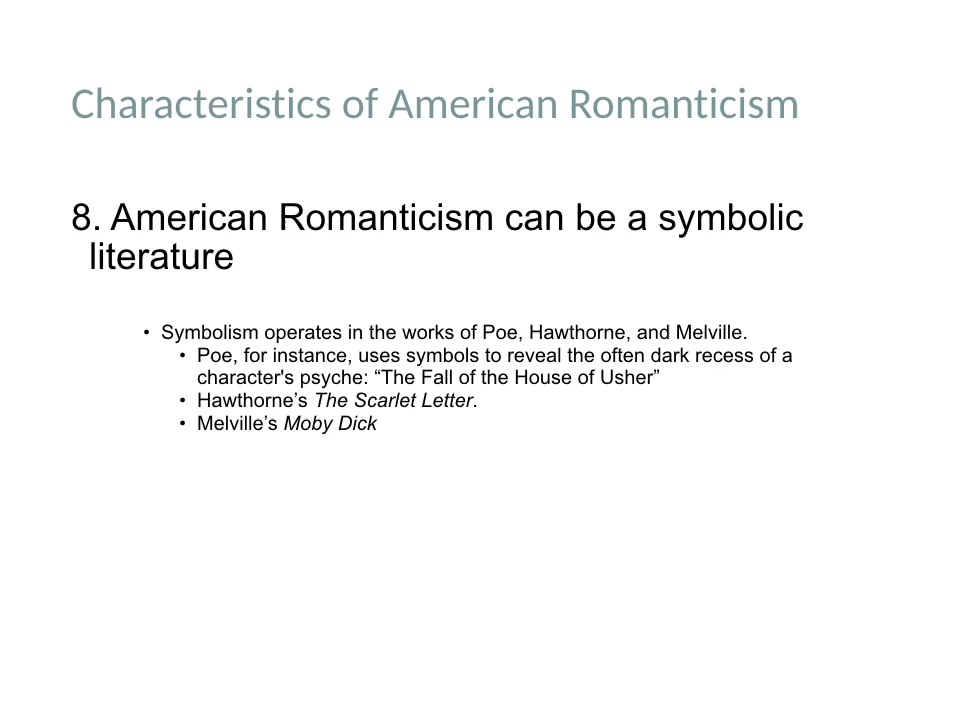 Characteristics of American Romanticism
8. American Romanticism can be a symbolic
literature
• Symbolism operates in the works of Poe, Hawthorne, and Melville.
• Poe, for instance, uses symbols to reveal the often dark recess of a
character's psyche: “The Fall of the House of Usher”
• Hawthorne’s The Scarlet Letter.
• Melville’s Moby Dick